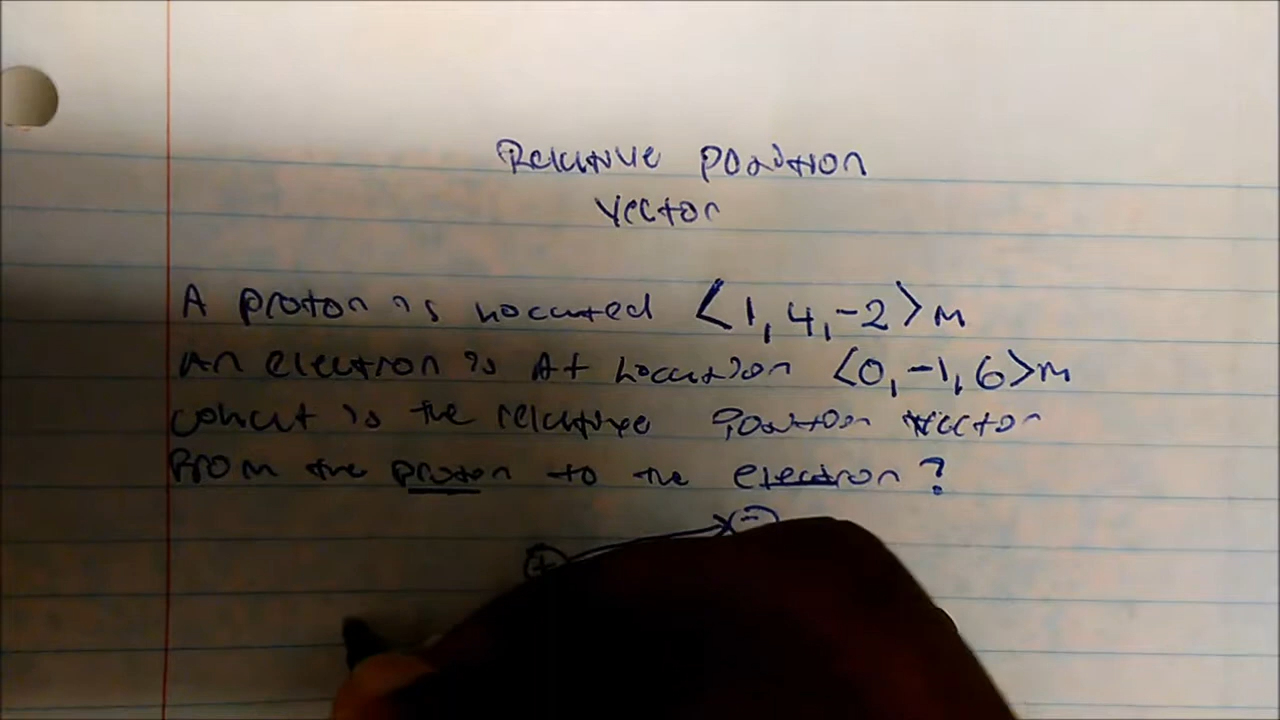 Relative position
Vector
A proton is Located <1, 4, -2> m
An electron is At Location <0, -1, 6> m
what is the relative position vector
From the proton to the electron?
+ -